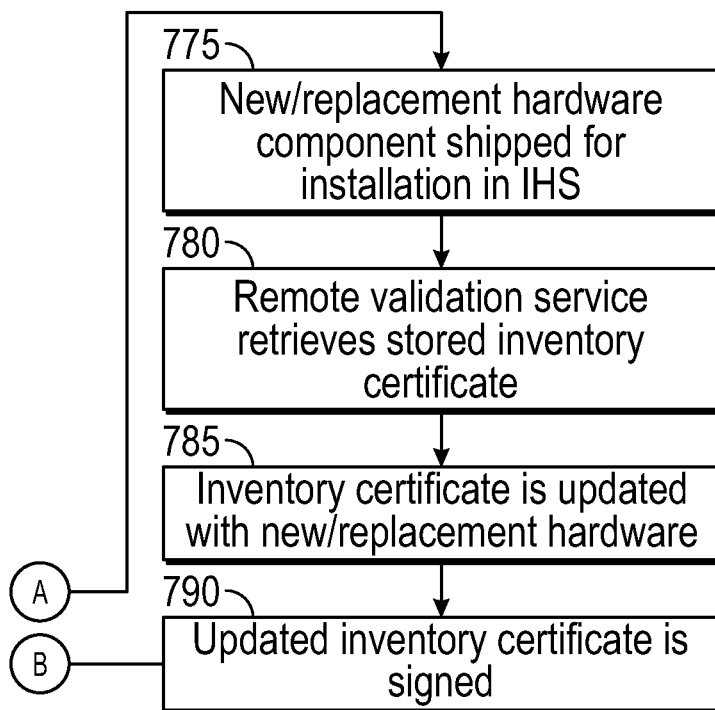 775
New/replacement hardware
component shipped for
installation in IHS
780
Remote validation service
retrieves stored inventory
certificate
785
Inventory certificate is updated
with new/replacement hardware
A
790
Updated inventory certificate is
signed
B